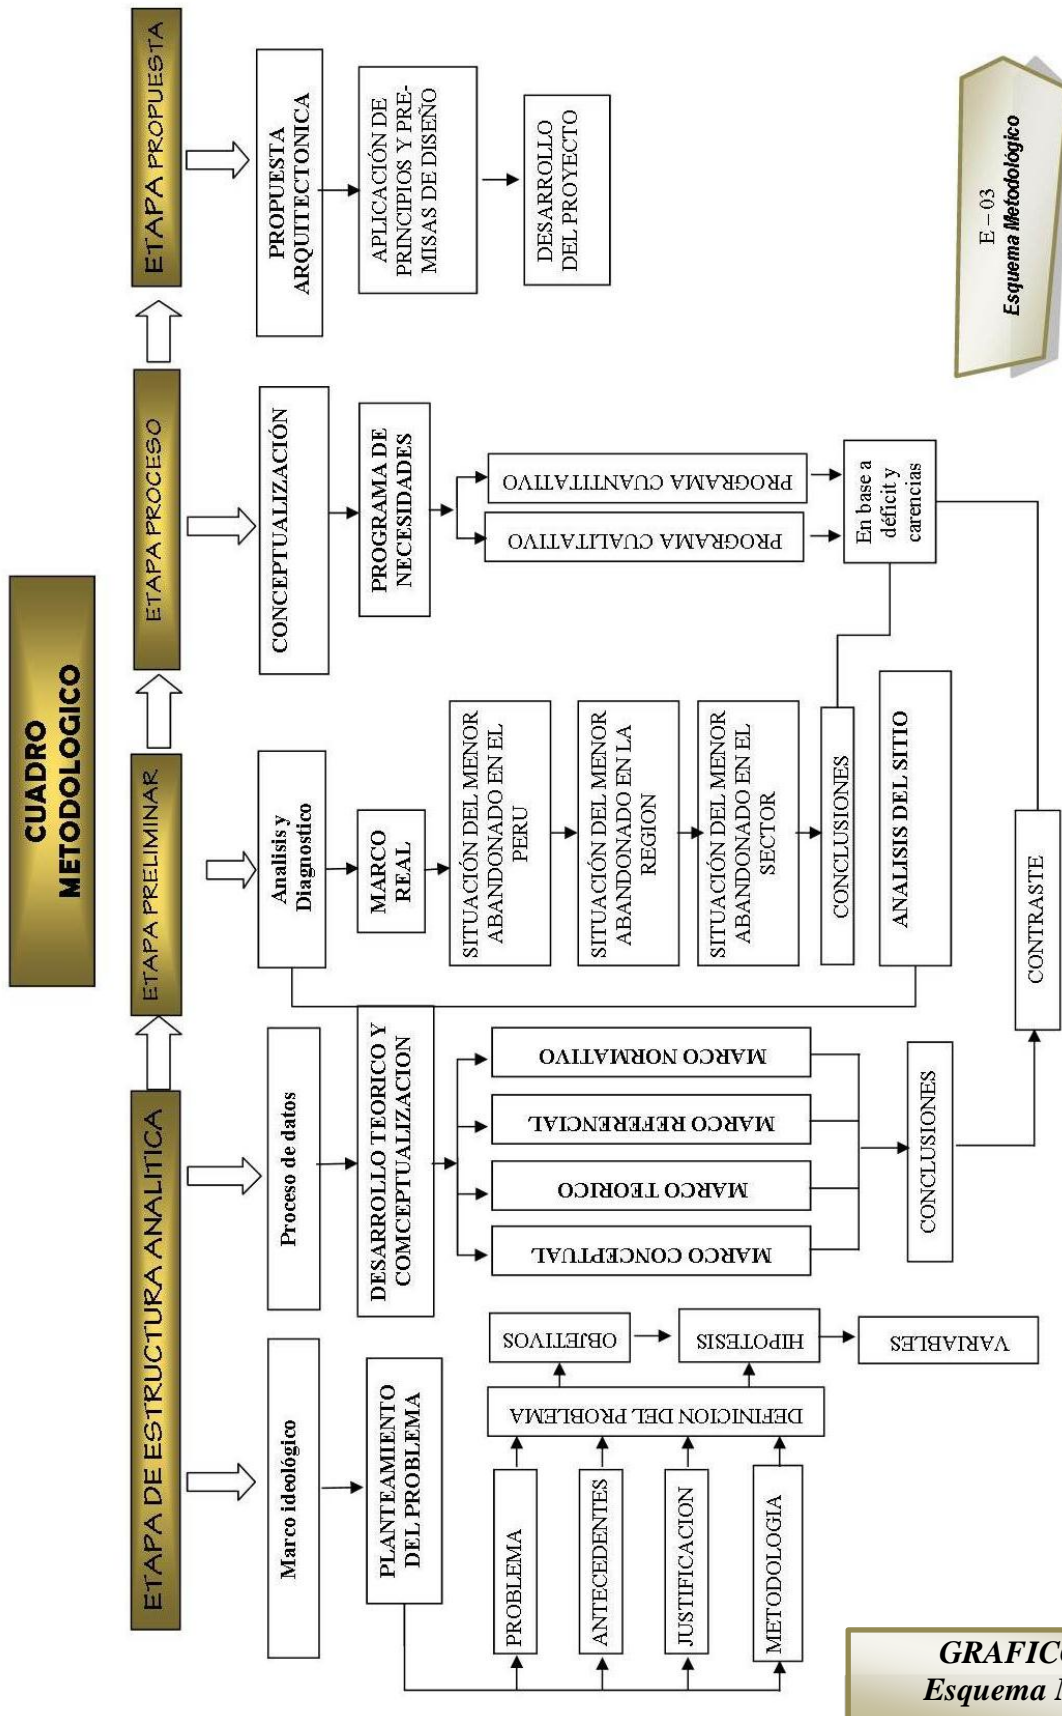 CUADRO
METODOLOGICO
ETAPA DE ESTRUCTURA ANALITICA
ETAPA PRELIMINAR
ETAPA PROCESO
ETAPA PROPUESTA
Marco ideológico
PLANTEAMIENTO
DEL PROBLEMA
PROBLEMA
ANTECEDENTES
JUSTIFICACION
METODOLOGIA
DEFINICION DEL PROBLEMA
OBJETIVOS
HIPOTESIS
VARIABLES
Proceso de datos
DESARROLLO TEORICO Y
COMCEPTUALIZACION
MARCO CONCEPTUAL
MARCO TEORICO
MARCO REFERENCIAL
MARCO NORMATIVO
CONCLUSIONES
CONTRASTE
Analisis y
Diagnostico
MARCO
REAL
SITUACIÓN DEL MENOR
ABANDONADO EN EL
PERU
SITUACIÓN DEL MENOR
ABANDONADO EN LA
REGION
SITUACIÓN DEL MENOR
ABANDONADO EN EL
SECTOR
CONCLUSIONES
ANALISIS DEL SITIO
CONCEPTUALIZACIÓN
PROGRAMA DE
NECESIDADES
PROGRAMA CUALITATIVO
PROGRAMA CUANTITATIVO
En base a
déficit y
carencias
PROPUESTA
ARQUITECTONICA
APLICACIÓN DE
PRINCIPIOS Y PRE-
MISAS DE DISEÑO
DESARROLLO
DEL PROYECTO
E – 03
Esquema Metodológico
GRAFICO
Esquema